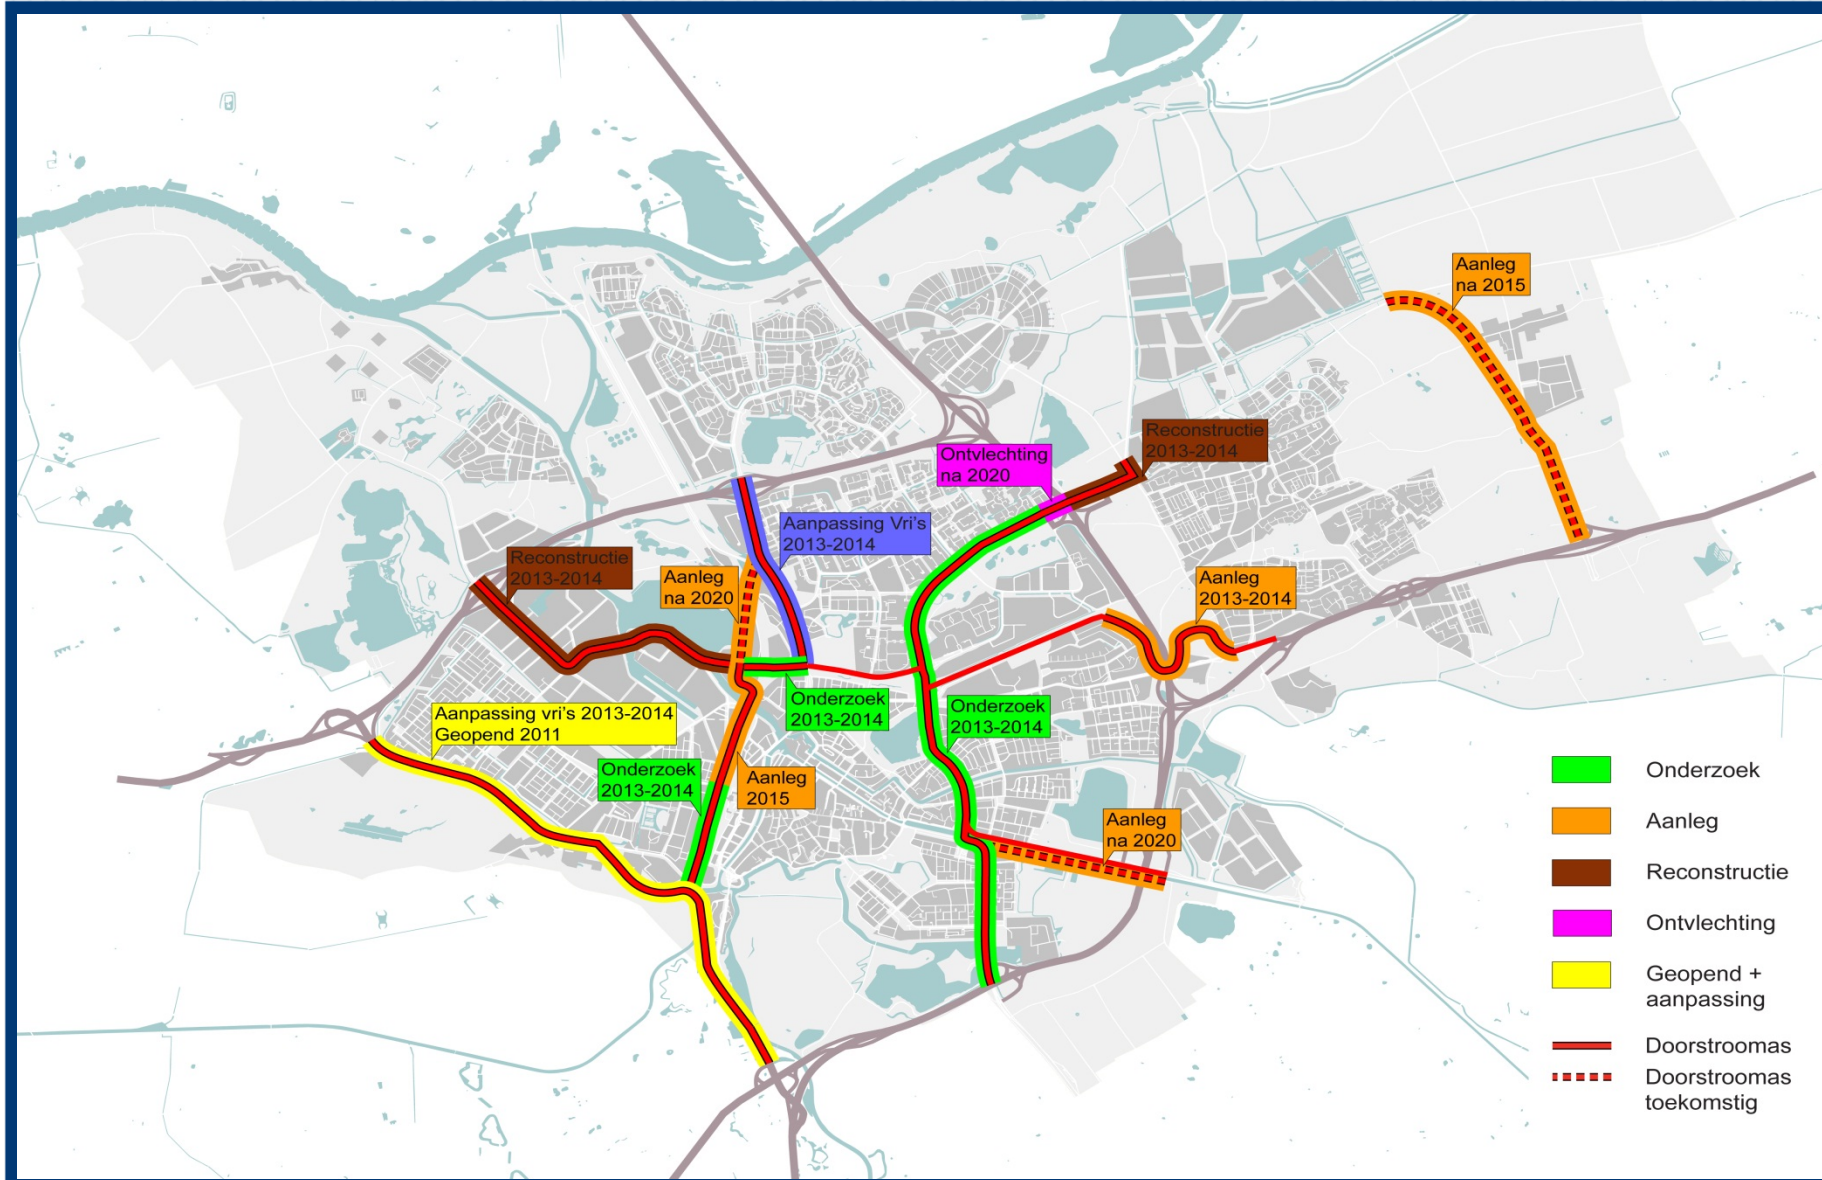 Aanleg
na 2015
Reconstructie
2013-2014
Ontvlechting
na 2020
Aanpassing Vri's
2013-2014
Reconstructie
2013-2014
Aanleg
na 2020
Aanleg
2013-2014
Onderzoek
2013-2014
Onderzoek
2013-2014
Aanpassing vri's 2013-2014
Geopend 2011
Onderzoek
2013-2014
Aanleg
2015
Aanleg
na 2020
Onderzoek
Aanleg
Reconstructie
Ontvlechting
Geopend +
aanpassing
Doorstroomas
Doorstroomas
toekomstig